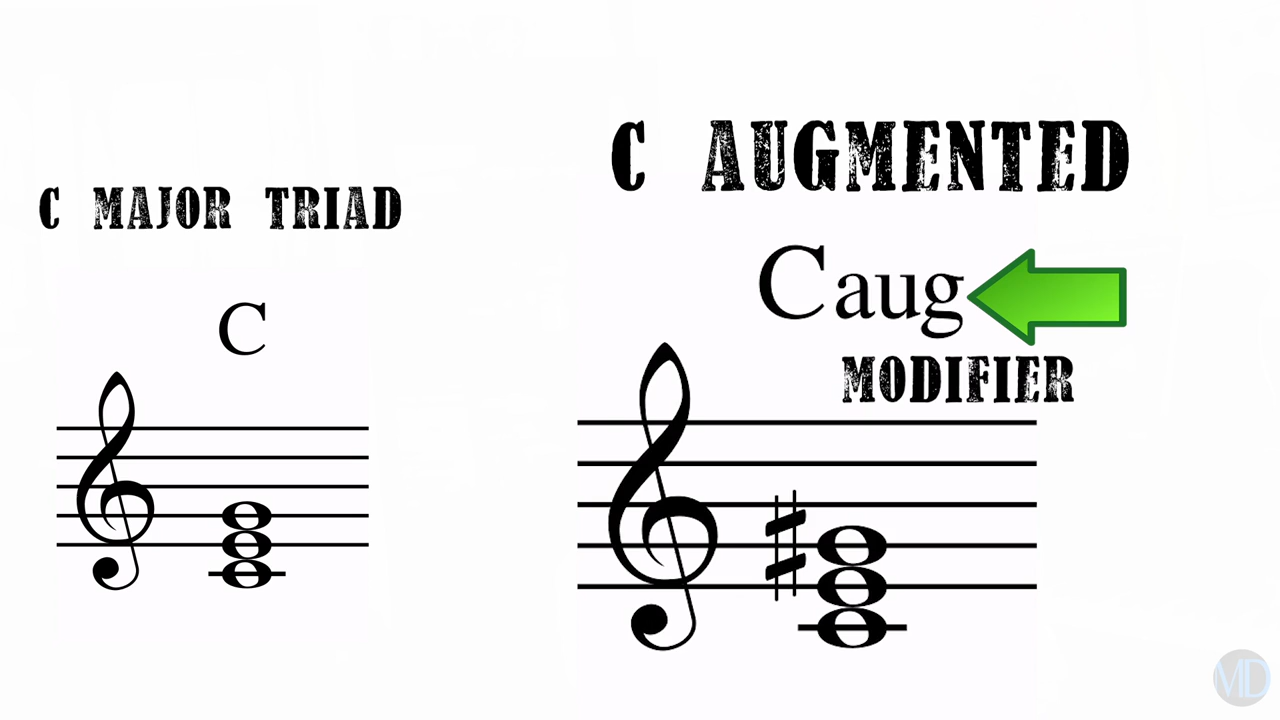 C MAJOR TRIAD
C
C AUGMENTED
Caug
MODIFIER
MD